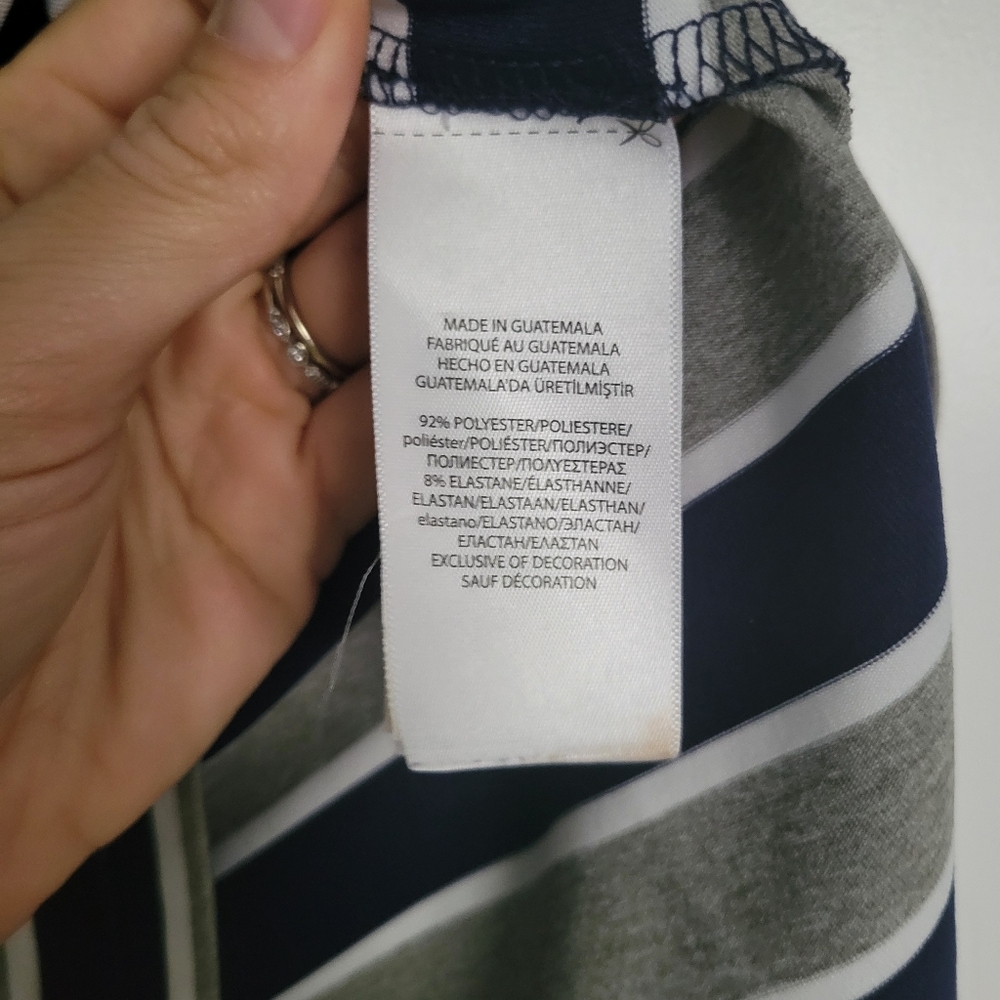 MADE IN GUATEMALA
FABRIQUÉ AU GUATEMALA
HECHO EN GUATEMALA
GUATEMALA'DA ÜRETİLMİŞTİR
92% POLYESTER/POLIESTERE/
poliéster/POLIÉSTER/ПОЛИЭСТЕР/
ПОЛИЕСТЕР/ΠΟΛΥΕΣΤΕΡΑΣ
8% ELASTANE/ÉLASTHANNE/
ELASTAN/ELASTAAN/ELASTHAN/
elastano/ELASTANO/ЭЛАСТАН/
ЕЛАСТАН/ΕΛΑΣΤΑΝ
EXCLUSIVE OF DECORATION
SAUF DÉCORATION